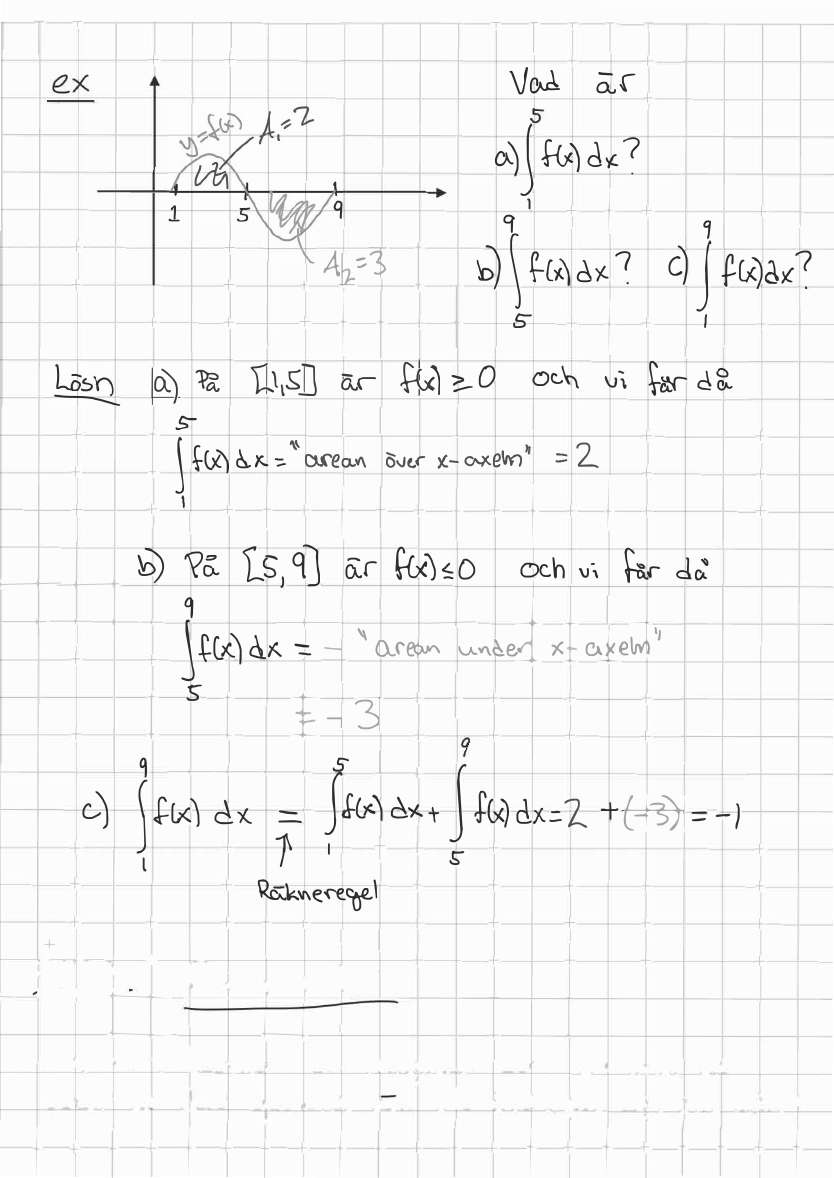 ex
y=f(x)
A₁=2
1 5 9
A₂=3
Vad är
a) ∫₁⁵ f(x) dx?
b) ∫₅⁹ f(x) dx? c) ∫₁⁹ f(x) dx?
Lösn a) På [1,5] är f(x) ≥ 0 och vi får då
∫₁⁵ f(x) dx = "arean över x-axeln" = 2
b) På [5,9] är f(x) ≤ 0 och vi får då
∫₅⁹ f(x) dx = - "arean under x-axeln"
= -3
c) ∫₁⁹ f(x) dx = ∫₁⁵ f(x) dx + ∫₅⁹ f(x) dx = 2 + (-3) = -1
↑
Räkneregel